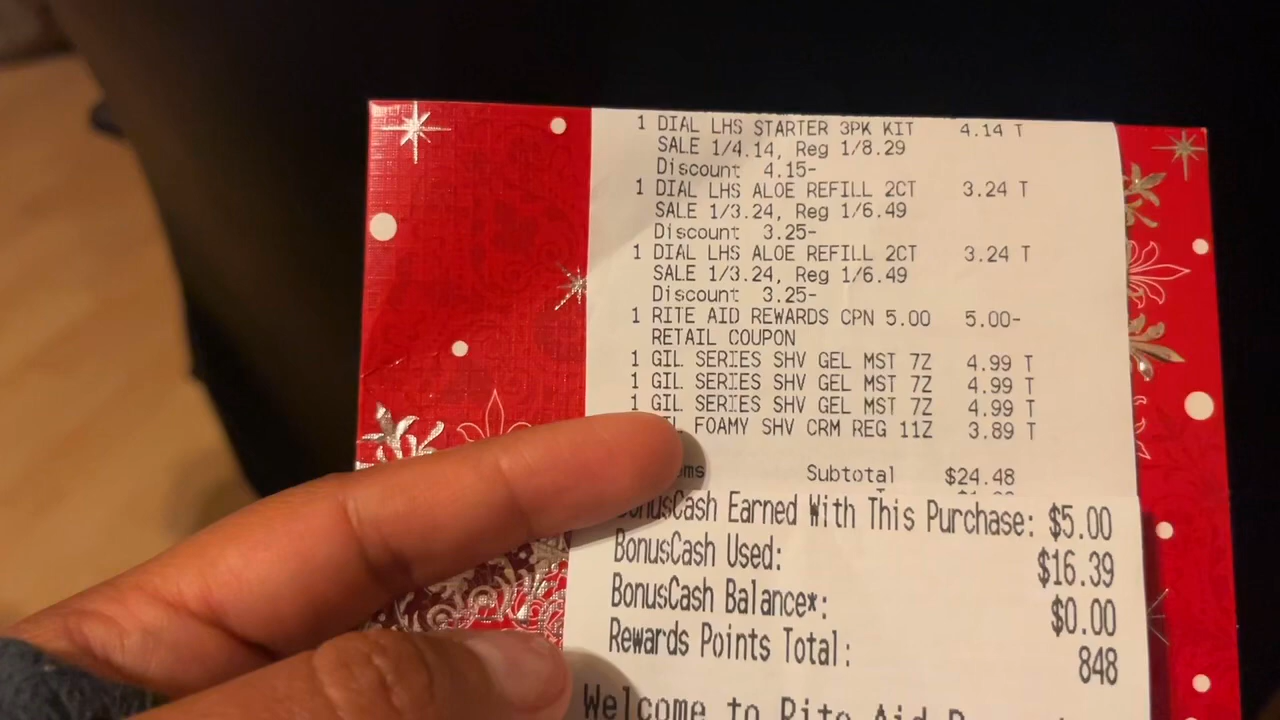 1 DIAL LHS STARTER 3PK KIT 4.14 T
SALE 1/4.14, Reg 1/8.29
Discount 4.15-
1 DIAL LHS ALOE REFILL 2CT 3.24 T
SALE 1/3.24, Reg 1/6.49
Discount 3.25-
1 DIAL LHS ALOE REFILL 2CT 3.24 T
SALE 1/3.24, Reg 1/6.49
Discount 3.25-
1 RITE AID REWARDS CPN 5.00 5.00-
RETAIL COUPON
1 GIL SERIES SHV GEL MST 7Z 4.99 T
1 GIL SERIES SHV GEL MST 7Z 4.99 T
1 GIL SERIES SHV GEL MST 7Z 4.99 T
FOAMY SHV CRM REG 11Z 3.89 T
Subtotal $24.48
BonusCash Earned With This Purchase: $5.00
BonusCash Used: $16.39
BonusCash Balance*: $0.00
Rewards Points Total: 848
Welcome to Rite Aid